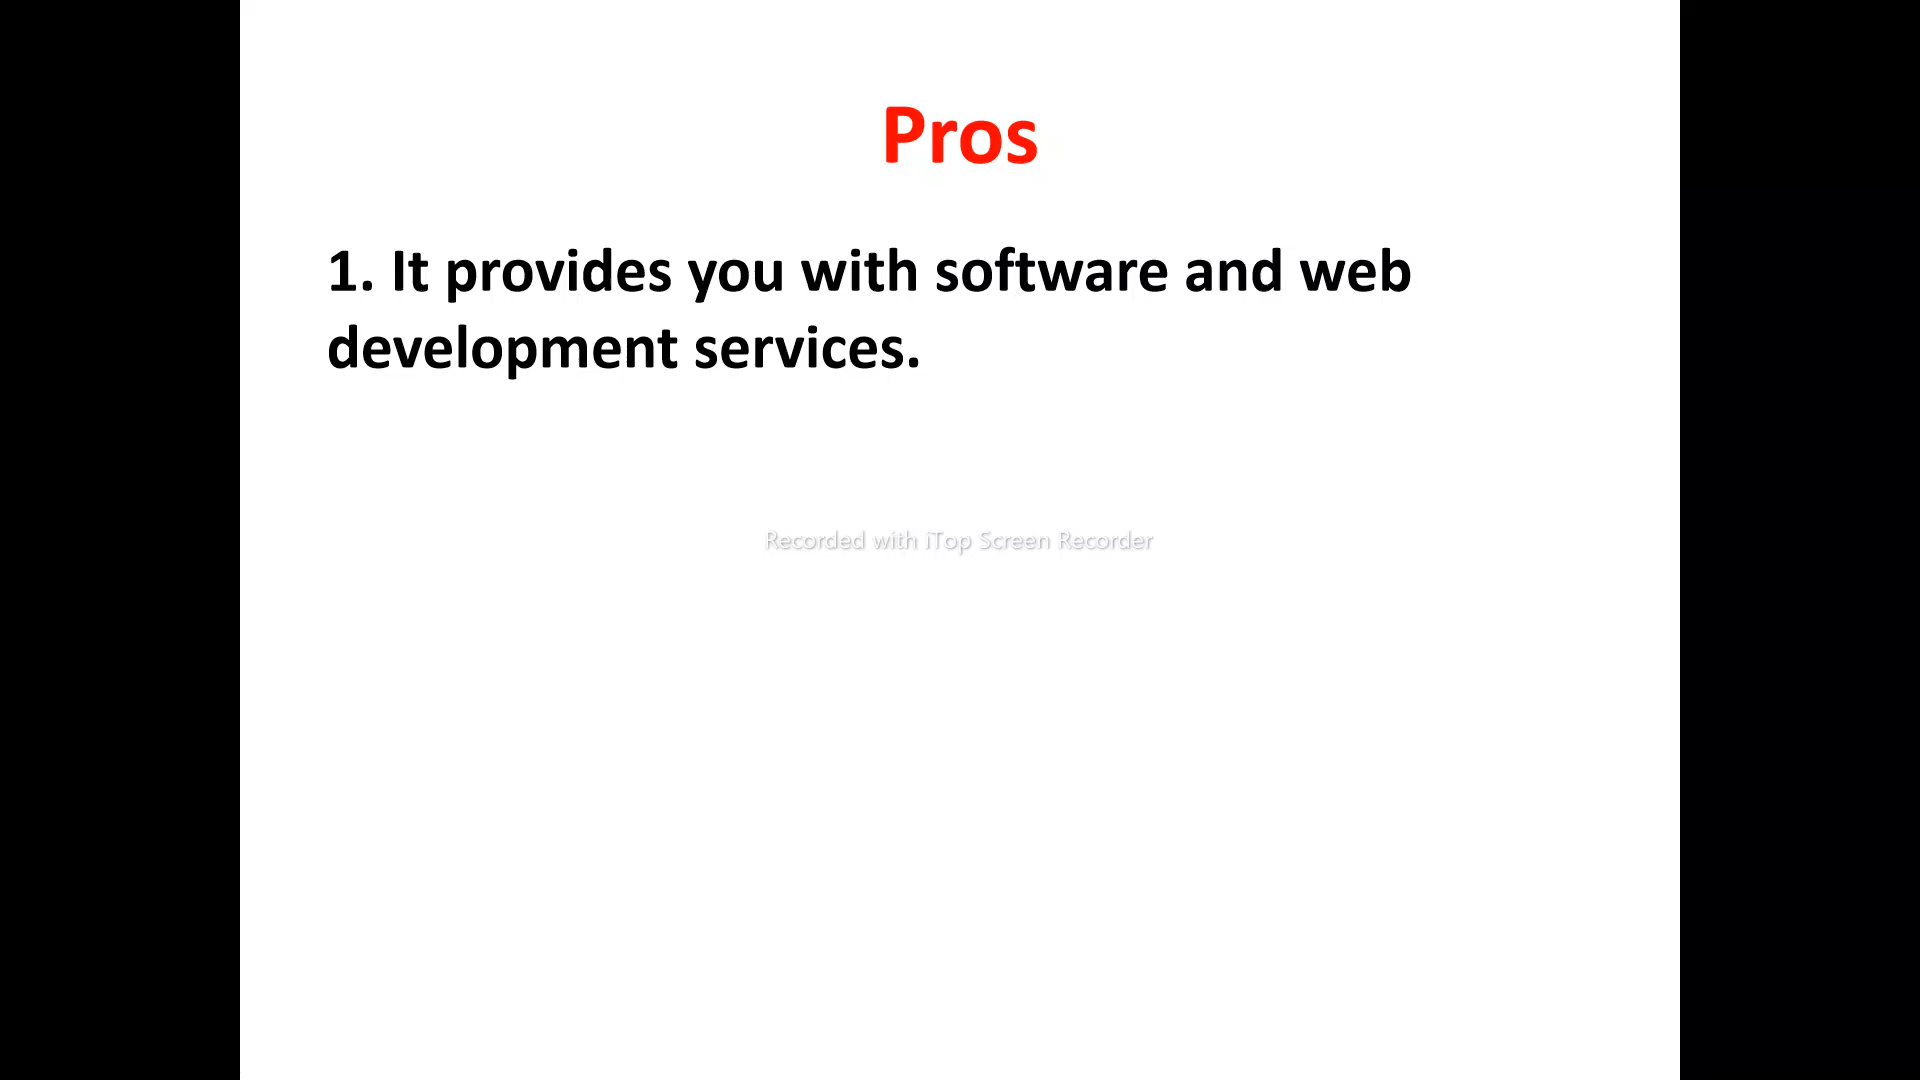 Pros
1. It provides you with software and web
development services.
Recorded with iTop Screen Recorder